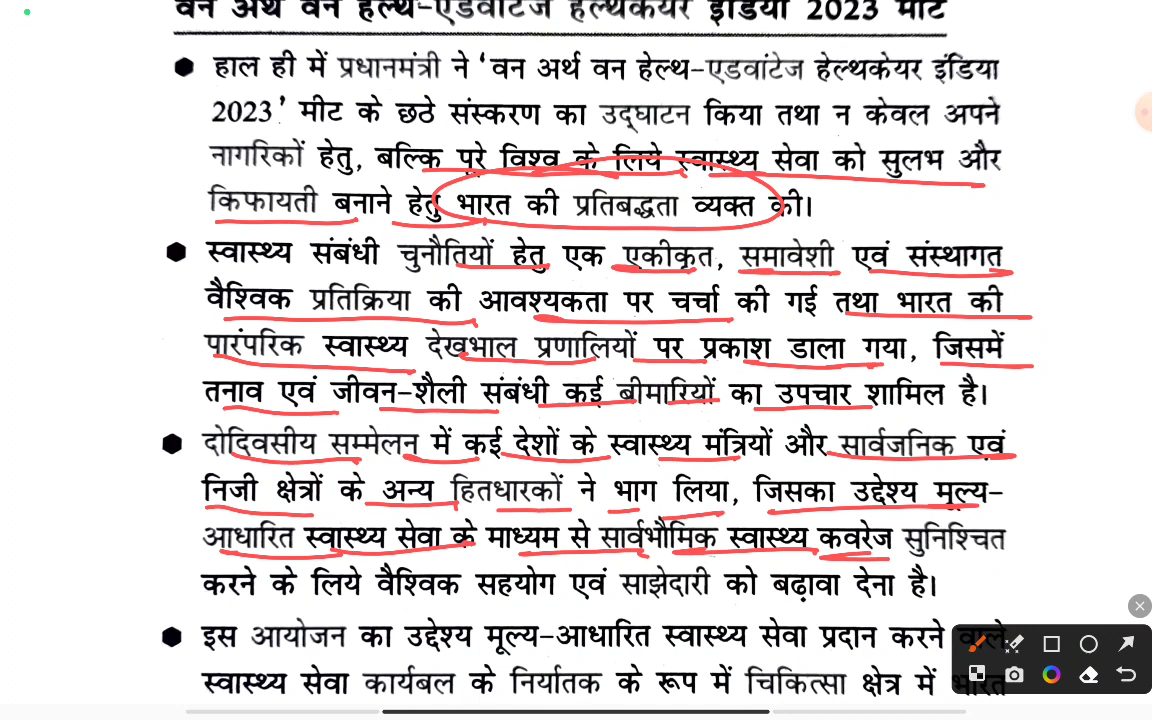 वन अर्थ वन हेल्थ-एडवांटेज हेल्थकेयर इंडिया 2023 मीट
हाल ही में प्रधानमंत्री ने ‘वन अर्थ वन हेल्थ-एडवांटेज हेल्थकेयर इंडिया
2023’ मीट के छठे संस्करण का उद्घाटन किया तथा न केवल अपने
नागरिकों हेतु, बल्कि पूरे विश्व के लिये स्वास्थ्य सेवा को सुलभ और
किफायती बनाने हेतु भारत की प्रतिबद्धता व्यक्त की।
स्वास्थ्य संबंधी चुनौतियों हेतु एक एकीकृत, समावेशी एवं संस्थागत
वैश्विक प्रतिक्रिया की आवश्यकता पर चर्चा की गई तथा भारत की
पारंपरिक स्वास्थ्य देखभाल प्रणालियों पर प्रकाश डाला गया, जिसमें
तनाव एवं जीवन-शैली संबंधी कई बीमारियों का उपचार शामिल है।
दोदिवसीय सम्मेलन में कई देशों के स्वास्थ्य मंत्रियों और सार्वजनिक एवं
निजी क्षेत्रों के अन्य हितधारकों ने भाग लिया, जिसका उद्देश्य मूल्य-
आधारित स्वास्थ्य सेवा के माध्यम से सार्वभौमिक स्वास्थ्य कवरेज सुनिश्चित
करने के लिये वैश्विक सहयोग एवं साझेदारी को बढ़ावा देना है।
इस आयोजन का उद्देश्य मूल्य-आधारित स्वास्थ्य सेवा प्रदान करने वाले
स्वास्थ्य सेवा कार्यबल के निर्यातक के रूप में चिकित्सा क्षेत्र में भारत